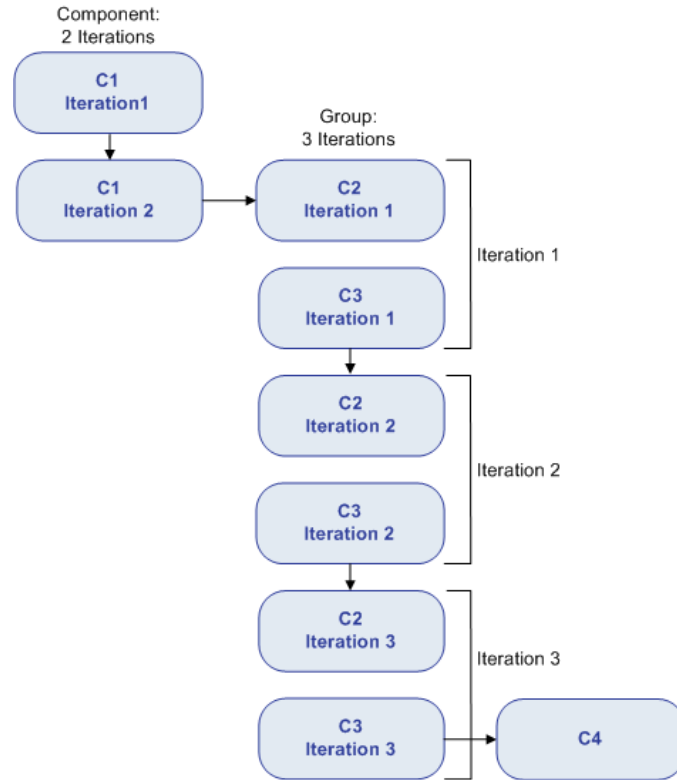 Component:
2 Iterations
C1
Iteration1
Group:
3 Iterations
C1
Iteration 2
C2
Iteration 1
Iteration 1
C3
Iteration 1
C2
Iteration 2
Iteration 2
C3
Iteration 2
C2
Iteration 3
Iteration 3
C3
Iteration 3
C4